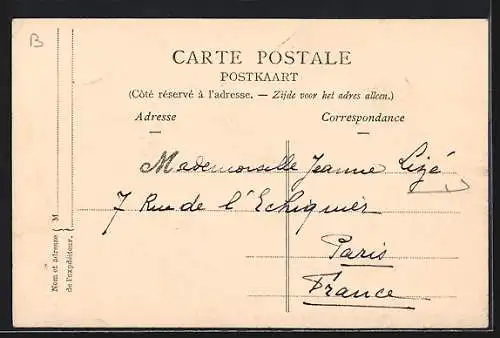 B
CARTE POSTALE
POSTKAART
(Côté réservé à l'adresse. — Zijde voor het adres alleen.)
Adresse Correspondance
Mademoiselle Jeanne Lizé
7 Rue de l'Echiquier
Paris
France
Nom et adresse { M
de l'expéditeur. }